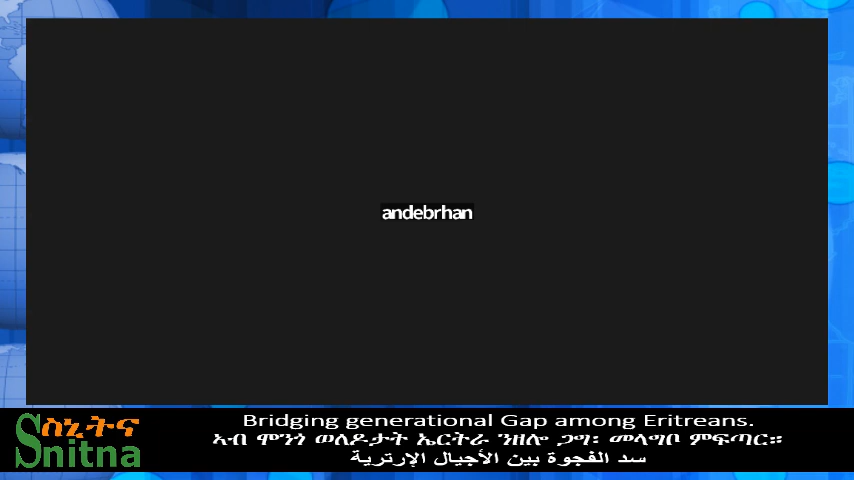 andebrhan
ስኒትና
Snitna
Bridging generational Gap among Eritreans.
ኣብ ሞንጎ ወለዶታት ኤርትራ ንዘሎ ጋግ፡ መላግቦ ምፍጣር።
سد الفجوة بين الأجيال الإرترية